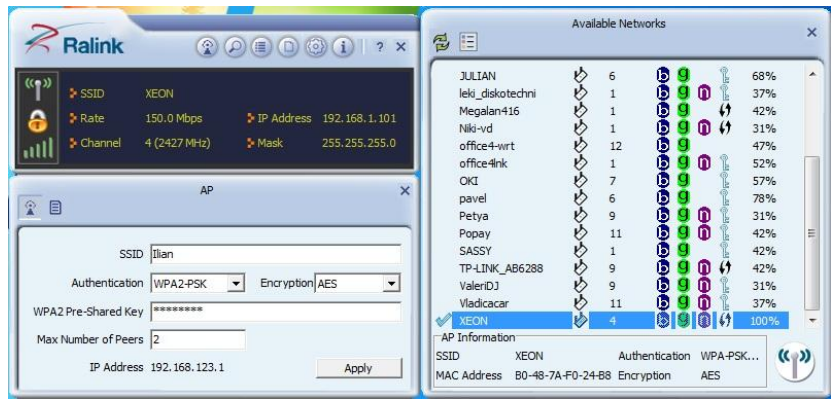 Ralink
? ×
SSID XEON
Rate 150.0 Mbps IP Address 192.168.1.101
Channel 4 (2427 MHz) Mask 255.255.255.0
AP ×
SSID Ilian
Authentication WPA2-PSK Encryption AES
WPA2 Pre-Shared Key ********
Max Number of Peers 2
IP Address 192.168.123.1 Apply
Available Networks ×
JULIAN 6 b g 68%
leki_diskotechni 1 b g n 37%
Megalan416 1 b g 42%
Niki-vd 1 b g n 31%
office4-wrt 12 b g 47%
office4lnk 1 b g n 52%
OKI 7 b g 57%
pavel 6 b g 78%
Petya 9 b g n 31%
Popay 11 b g n 42%
SASSY 1 b g 42%
TP-LINK_AB6288 9 b g n 42%
ValeriDJ 9 b g n 31%
Vladicacar 11 b g n 37%
XEON 4 b g n 100%
AP Information
SSID XEON Authentication WPA-PSK...
MAC Address B0-48-7A-F0-24-B8 Encryption AES